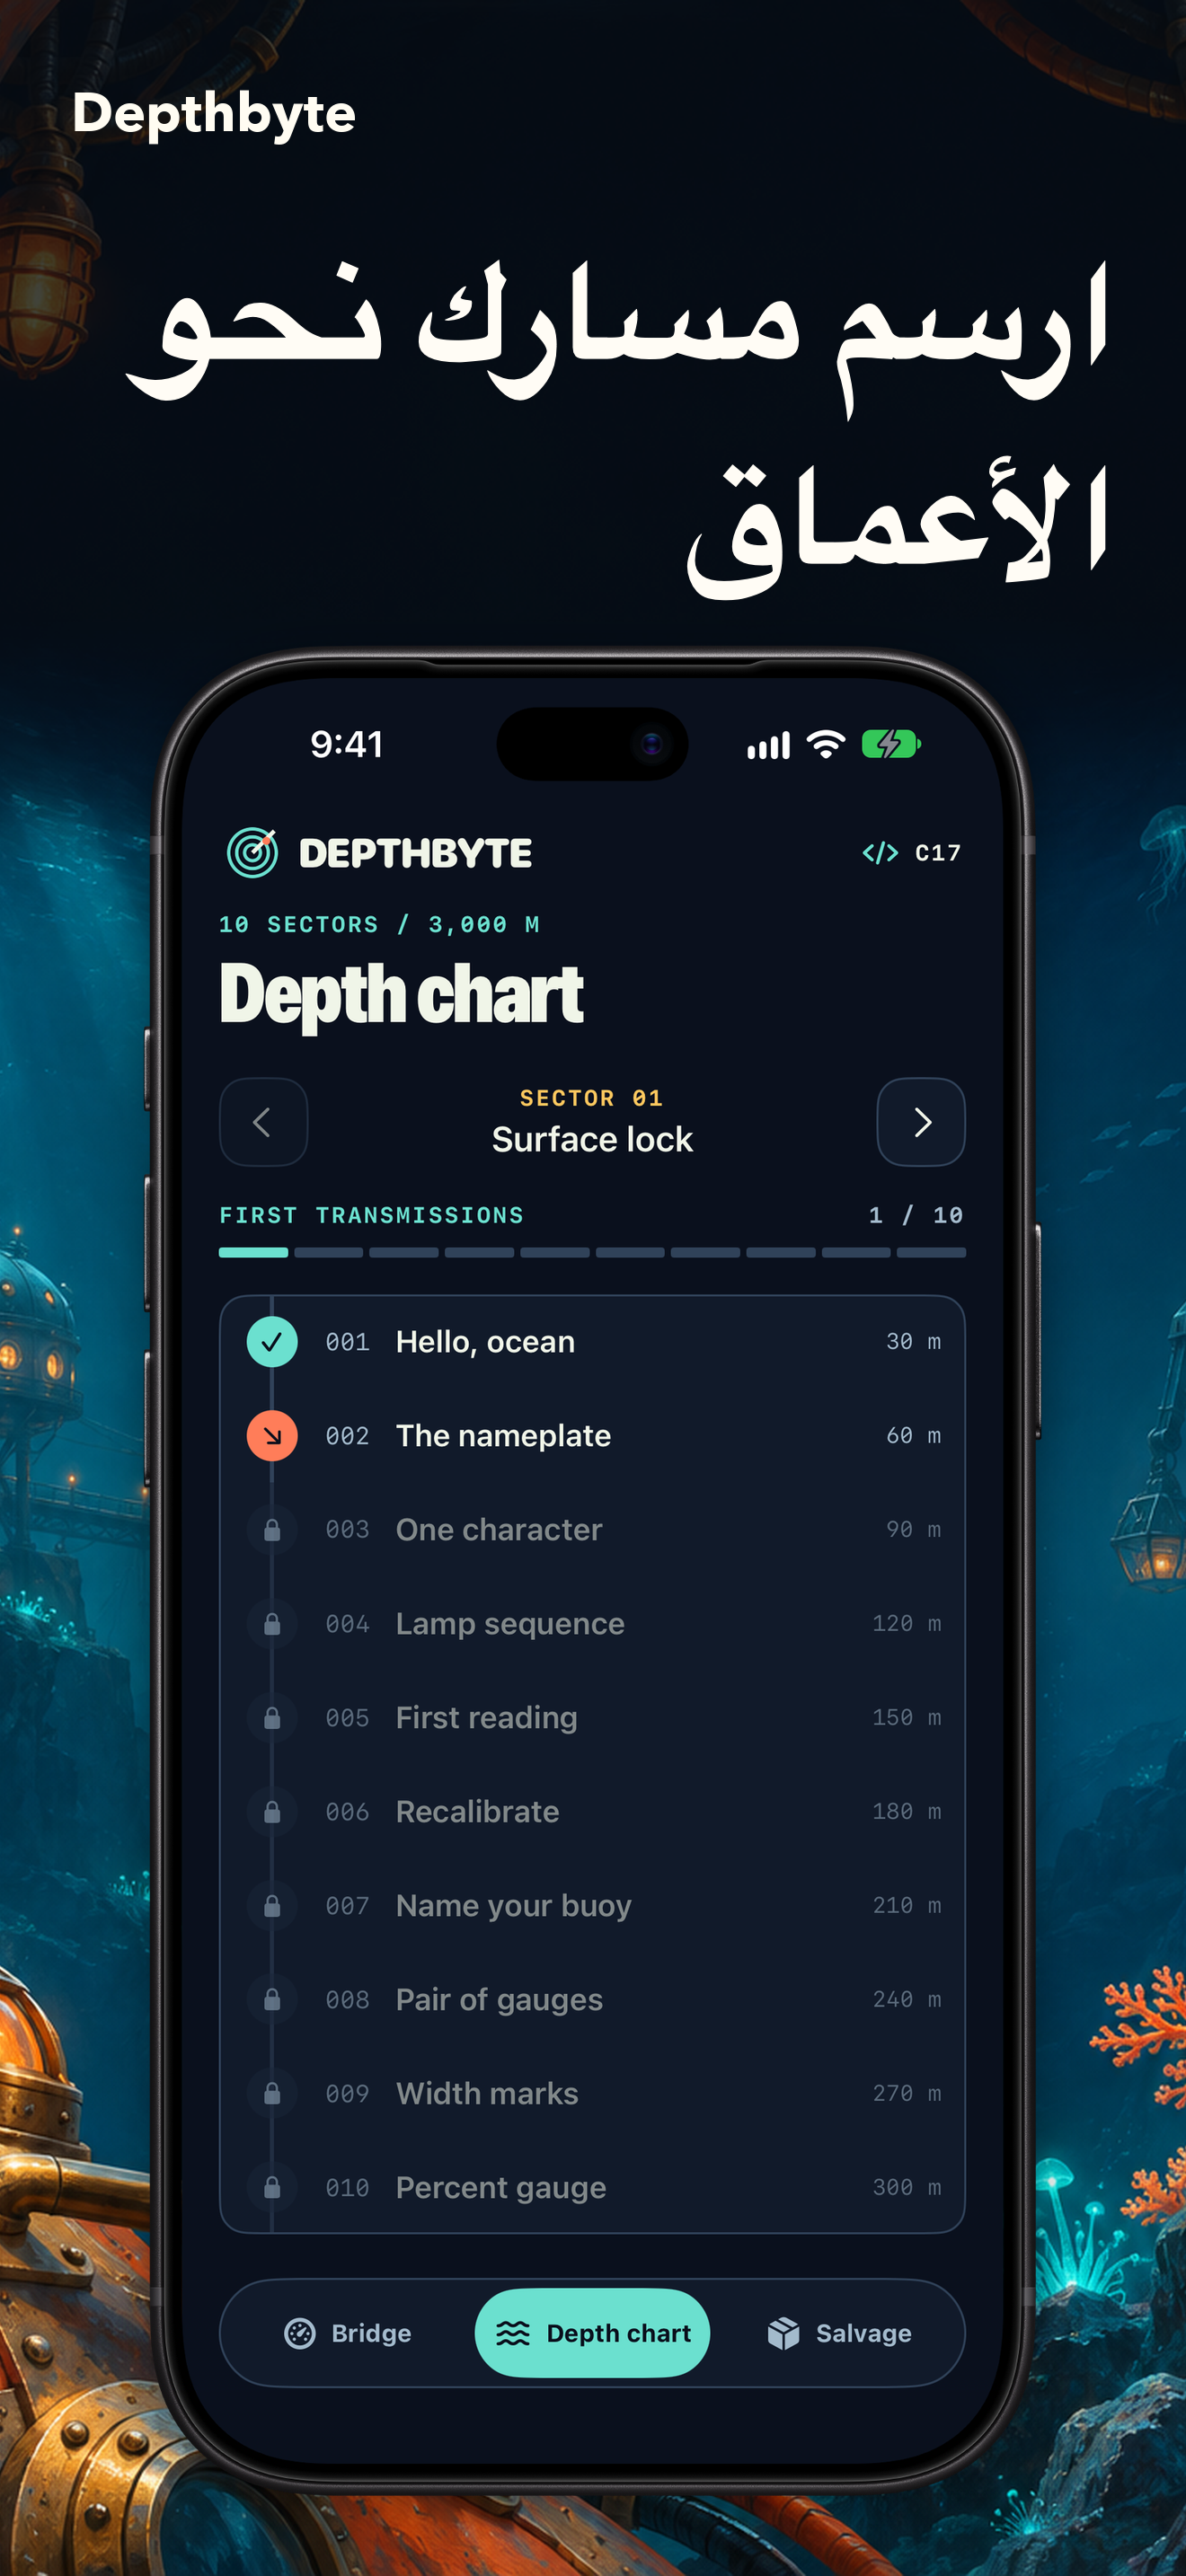 Depthbyte
ارسم مسارك نحو
الأعماق
9:41
DEPTHBYTE
</> C17
10 SECTORS / 3,000 M
Depth chart
SECTOR 01
Surface lock
FIRST TRANSMISSIONS 1 / 10
001 Hello, ocean 30 m
002 The nameplate 60 m
003 One character 90 m
004 Lamp sequence 120 m
005 First reading 150 m
006 Recalibrate 180 m
007 Name your buoy 210 m
008 Pair of gauges 240 m
009 Width marks 270 m
010 Percent gauge 300 m
Bridge Depth chart Salvage